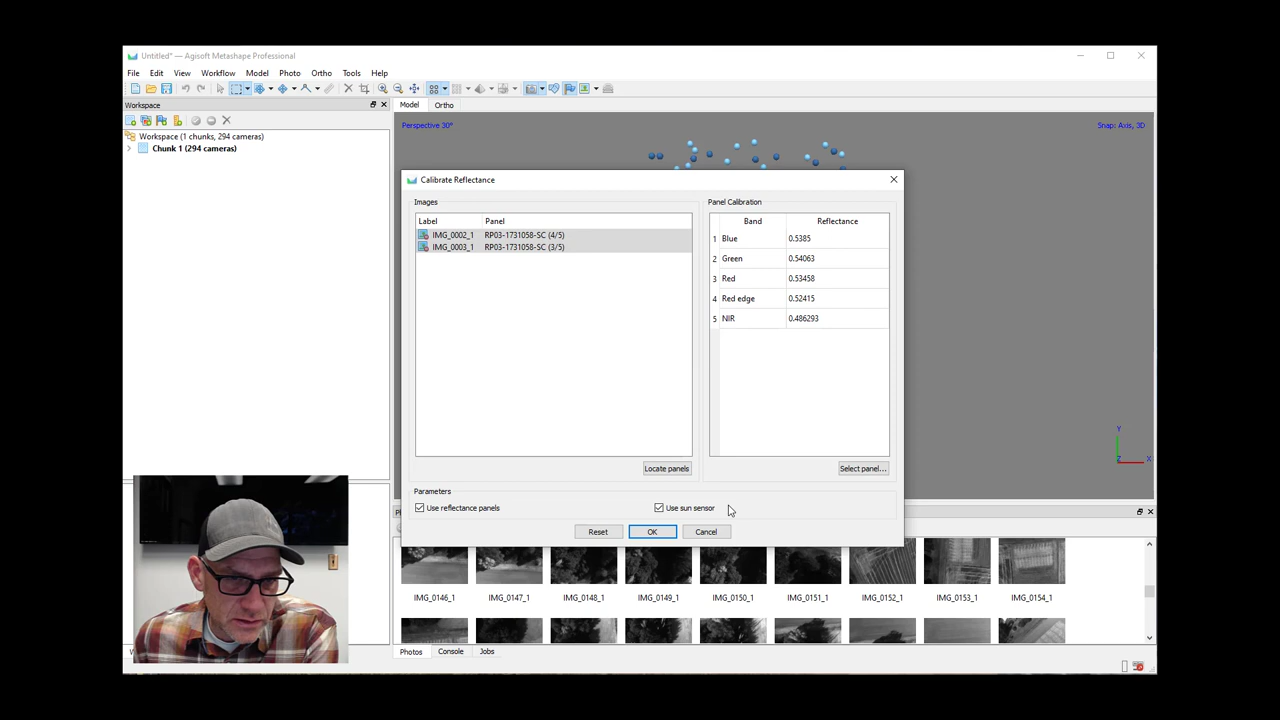 Untitled* — Agisoft Metashape Professional
File Edit View Workflow Model Photo Ortho Tools Help
Workspace
Model Ortho
Workspace (1 chunks, 294 cameras)
Chunk 1 (294 cameras)
Perspective 30°
Snap: Axis, 3D
Calibrate Reflectance
Images
Label Panel
IMG_0002_1 RP03-1731058-SC (4/5)
IMG_0003_1 RP03-1731058-SC (3/5)
Locate panels
Panel Calibration
Band Reflectance
1 Blue 0.5385
2 Green 0.54063
3 Red 0.53458
4 Red edge 0.52415
5 NIR 0.486293
Select panel...
Parameters
Use reflectance panels
Use sun sensor
Reset OK Cancel
Y
Z X
IMG_0146_1 IMG_0147_1 IMG_0148_1 IMG_0149_1 IMG_0150_1 IMG_0151_1 IMG_0152_1 IMG_0153_1 IMG_0154_1
Photos Console Jobs